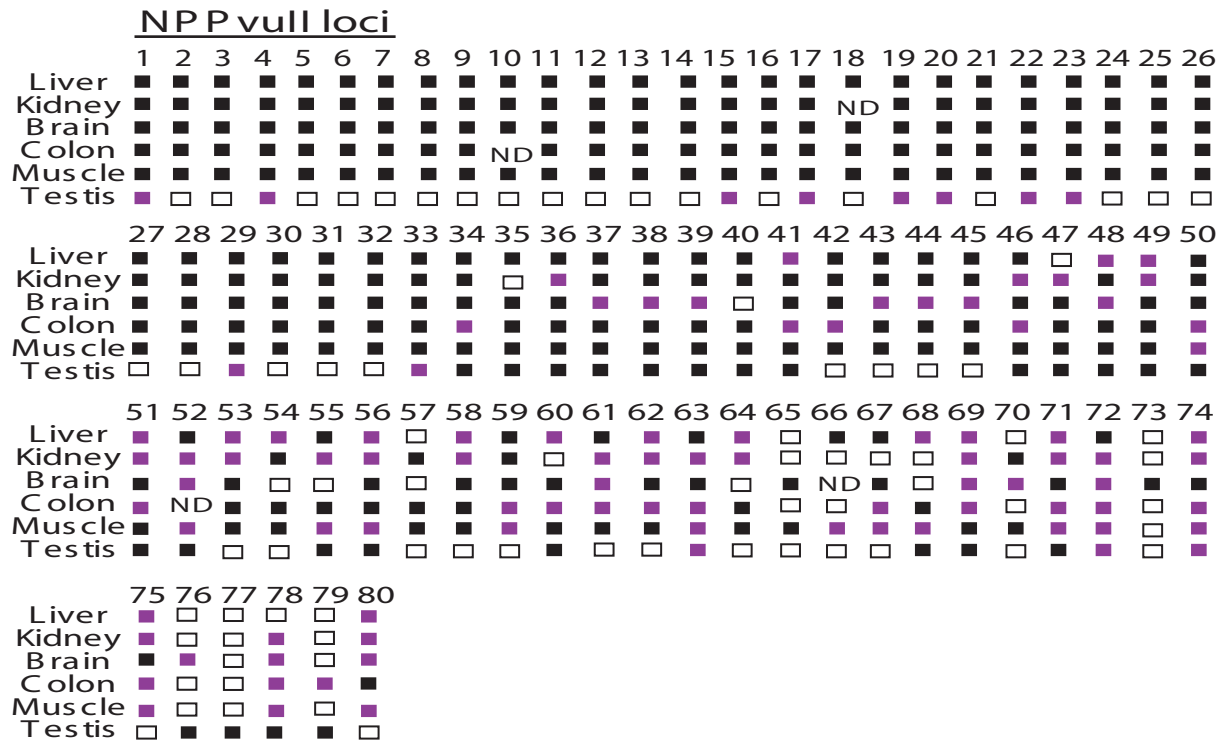 NPPvuII loci
1 2 3 4 5 6 7 8 9 10 11 12 13 14 15 16 17 18 19 20 21 22 23 24 25 26
Liver
Kidney ND
Brain
Colon ND
Muscle
Testis
27 28 29 30 31 32 33 34 35 36 37 38 39 40 41 42 43 44 45 46 47 48 49 50
Liver
Kidney
Brain
Colon
Muscle
Testis
51 52 53 54 55 56 57 58 59 60 61 62 63 64 65 66 67 68 69 70 71 72 73 74
Liver
Kidney
Brain ND
Colon ND
Muscle
Testis
75 76 77 78 79 80
Liver
Kidney
Brain
Colon
Muscle
Testis